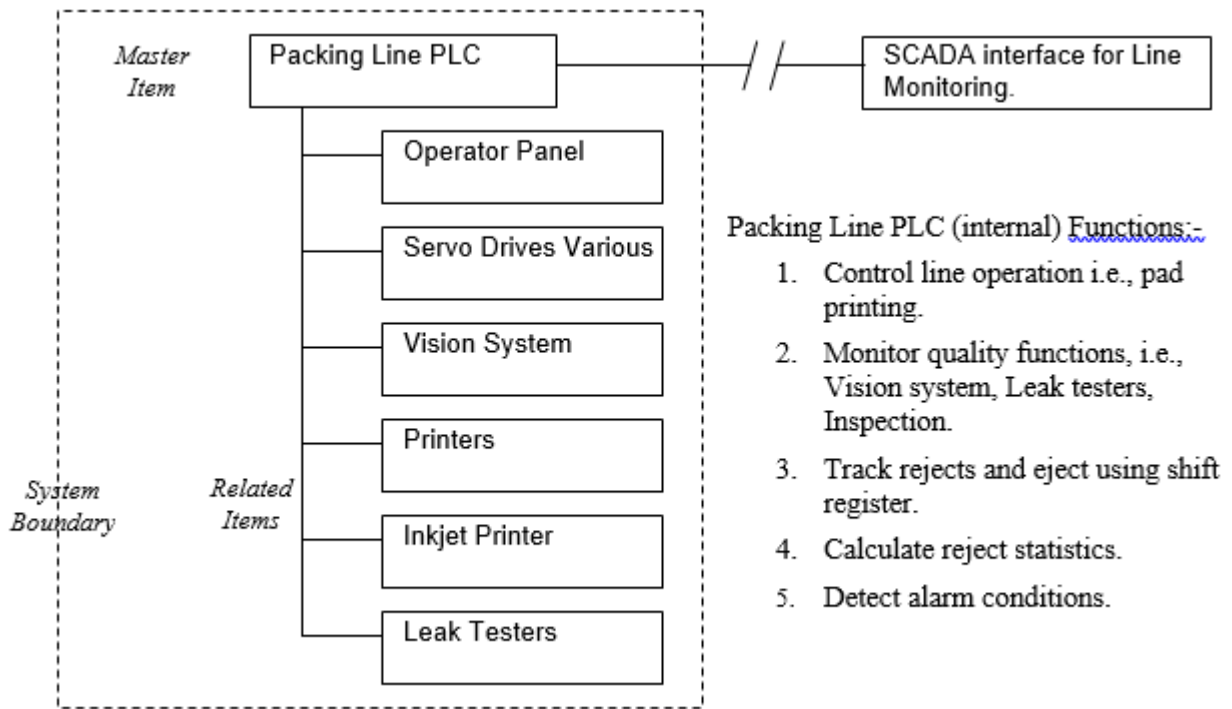 Master
Item
Packing Line PLC
SCADA interface for Line
Monitoring.
Operator Panel
Servo Drives Various
Vision System
Printers
Inkjet Printer
Leak Testers
System
Boundary
Related
Items
Packing Line PLC (internal) Functions:-
1. Control line operation i.e., pad
printing.
2. Monitor quality functions, i.e.,
Vision system, Leak testers,
Inspection.
3. Track rejects and eject using shift
register.
4. Calculate reject statistics.
5. Detect alarm conditions.